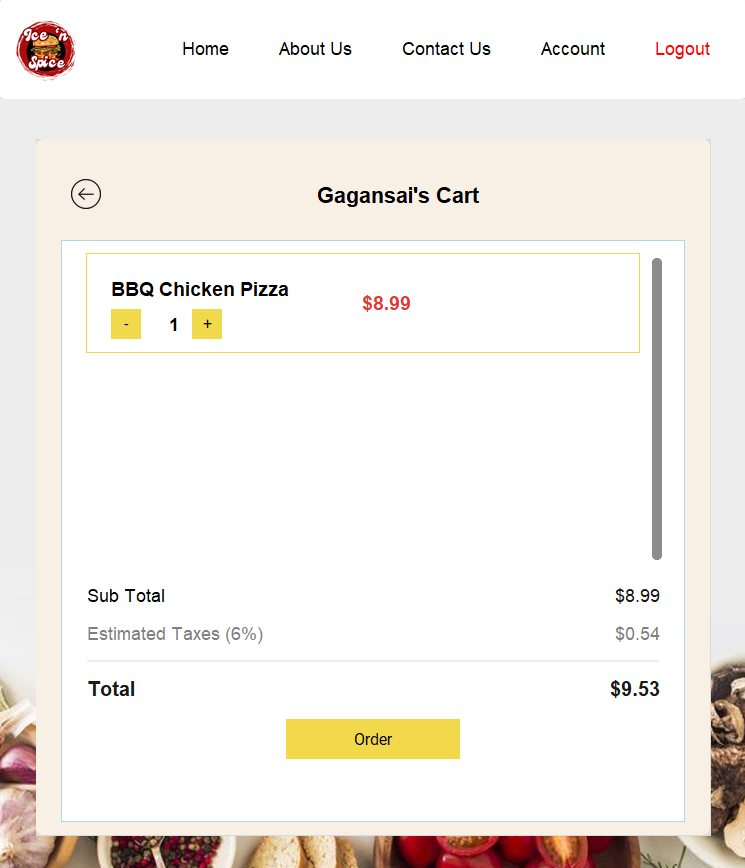 Ice 'n
Spice
Home About Us Contact Us Account Logout
Gagansai's Cart
BBQ Chicken Pizza
$8.99
- 1 +
Sub Total $8.99
Estimated Taxes (6%) $0.54
Total $9.53
Order